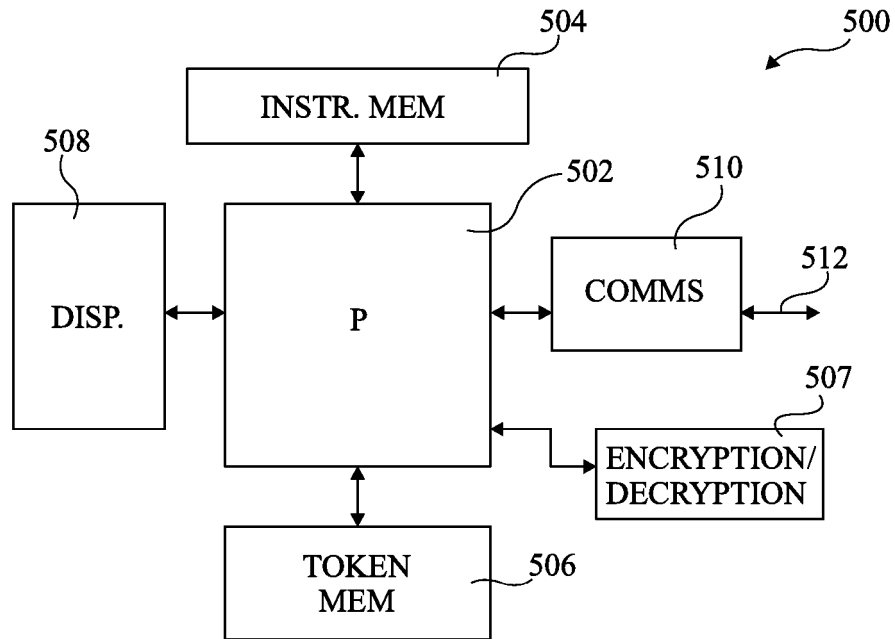 504
500
INSTR. MEM
508
502
510
512
DISP.
P
COMMS
507
ENCRYPTION/
DECRYPTION
TOKEN
MEM
506